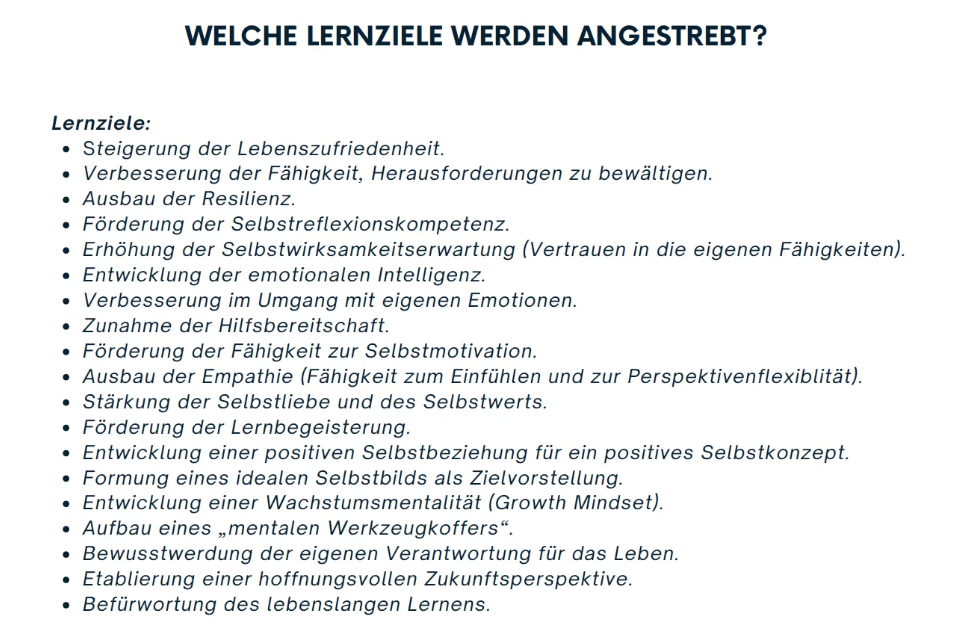 WELCHE LERNZIELE WERDEN ANGESTREBT?
Lernziele:
• Steigerung der Lebenszufriedenheit.
• Verbesserung der Fähigkeit, Herausforderungen zu bewältigen.
• Ausbau der Resilienz.
• Förderung der Selbstreflexionskompetenz.
• Erhöhung der Selbstwirksamkeitserwartung (Vertrauen in die eigenen Fähigkeiten).
• Entwicklung der emotionalen Intelligenz.
• Verbesserung im Umgang mit eigenen Emotionen.
• Zunahme der Hilfsbereitschaft.
• Förderung der Fähigkeit zur Selbstmotivation.
• Ausbau der Empathie (Fähigkeit zum Einfühlen und zur Perspektivenflexiblität).
• Stärkung der Selbstliebe und des Selbstwerts.
• Förderung der Lernbegeisterung.
• Entwicklung einer positiven Selbstbeziehung für ein positives Selbstkonzept.
• Formung eines idealen Selbstbilds als Zielvorstellung.
• Entwicklung einer Wachstumsmentalität (Growth Mindset).
• Aufbau eines „mentalen Werkzeugkoffers“.
• Bewusstwerdung der eigenen Verantwortung für das Leben.
• Etablierung einer hoffnungsvollen Zukunftsperspektive.
• Befürwortung des lebenslangen Lernens.